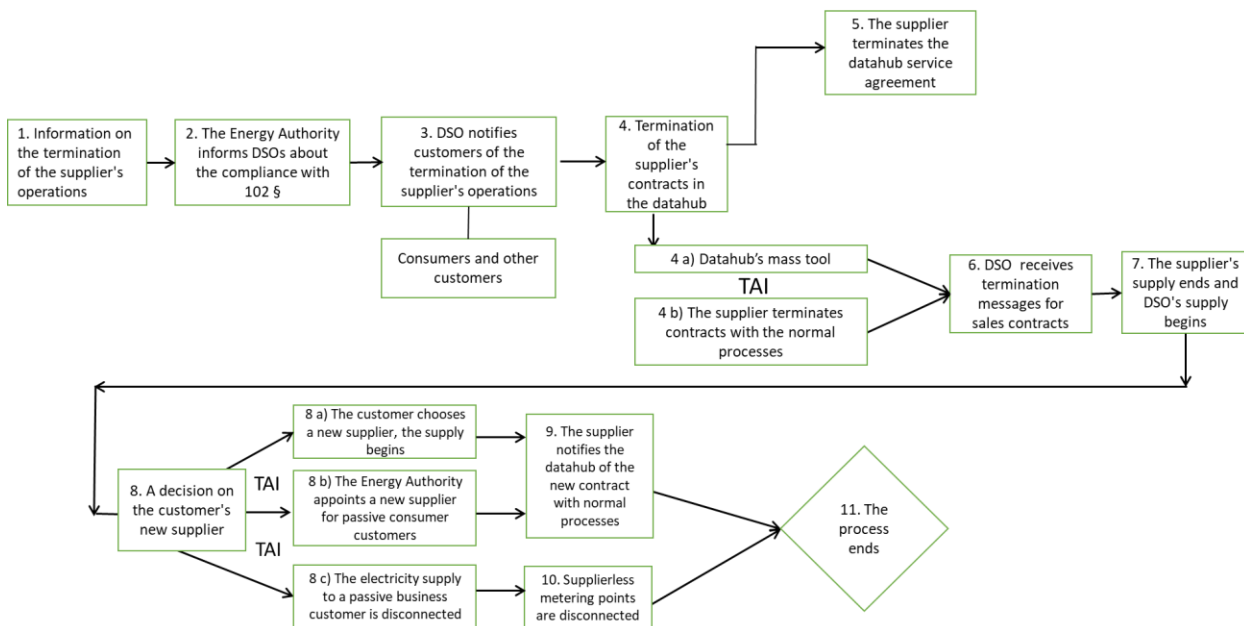 5. The supplier
terminates the
datahub service
agreement
1. Information on
the termination
of the supplier's
operations
2. The Energy Authority
informs DSOs about
the compliance with
102 §
3. DSO notifies
customers of the
termination of the
supplier's operations
4. Termination
of the
supplier's
contracts in
the datahub
Consumers and other
customers
4 a) Datahub's mass tool
TAI
4 b) The supplier terminates
contracts with the normal
processes
6. DSO receives
termination
messages for
sales contracts
7. The supplier's
supply ends and
DSO's supply
begins
8. A decision on
the customer's
new supplier
TAI
TAI
8 a) The customer chooses
a new supplier, the supply
begins
8 b) The Energy Authority
appoints a new supplier
for passive consumer
customers
8 c) The electricity supply
to a passive business
customer is disconnected
9. The supplier
notifies the
datahub of the
new contract
with normal
processes
10. Supplierless
metering points
are disconnected
11. The
process
ends